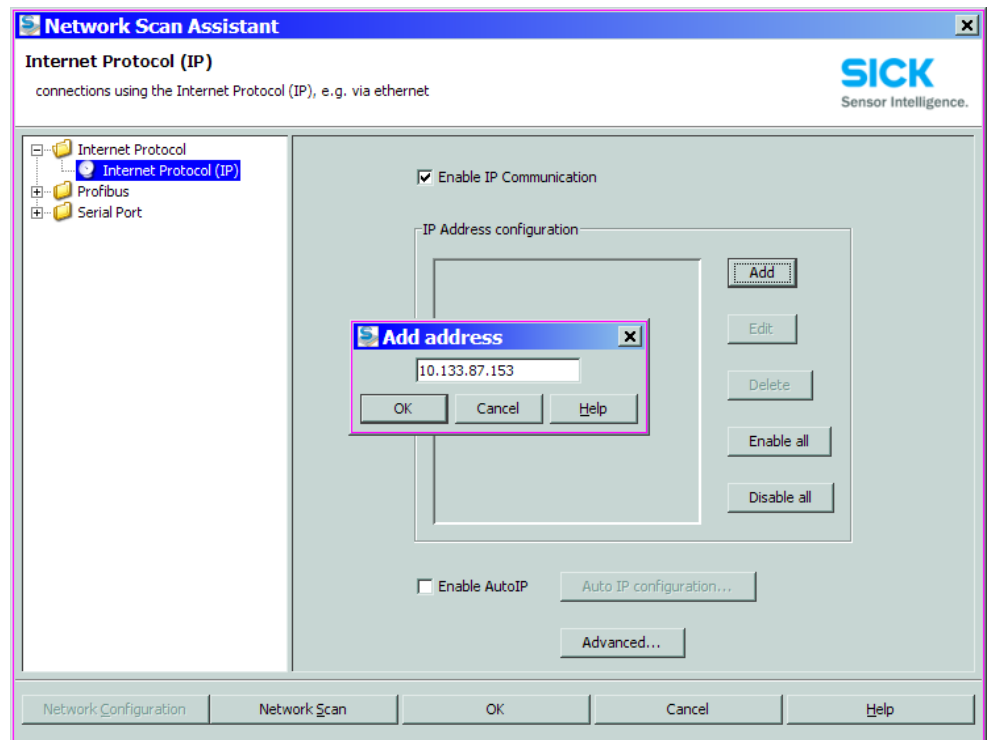 Network Scan Assistant
Internet Protocol (IP)
connections using the Internet Protocol (IP), e.g. via ethernet
SICK
Sensor Intelligence.
Internet Protocol
Internet Protocol (IP)
Profibus
Serial Port
Enable IP Communication
IP Address configuration
Add
Edit
Delete
Enable all
Disable all
Add address
10.133.87.153
OK Cancel Help
Enable AutoIP Auto IP configuration...
Advanced...
Network Configuration Network Scan OK Cancel Help